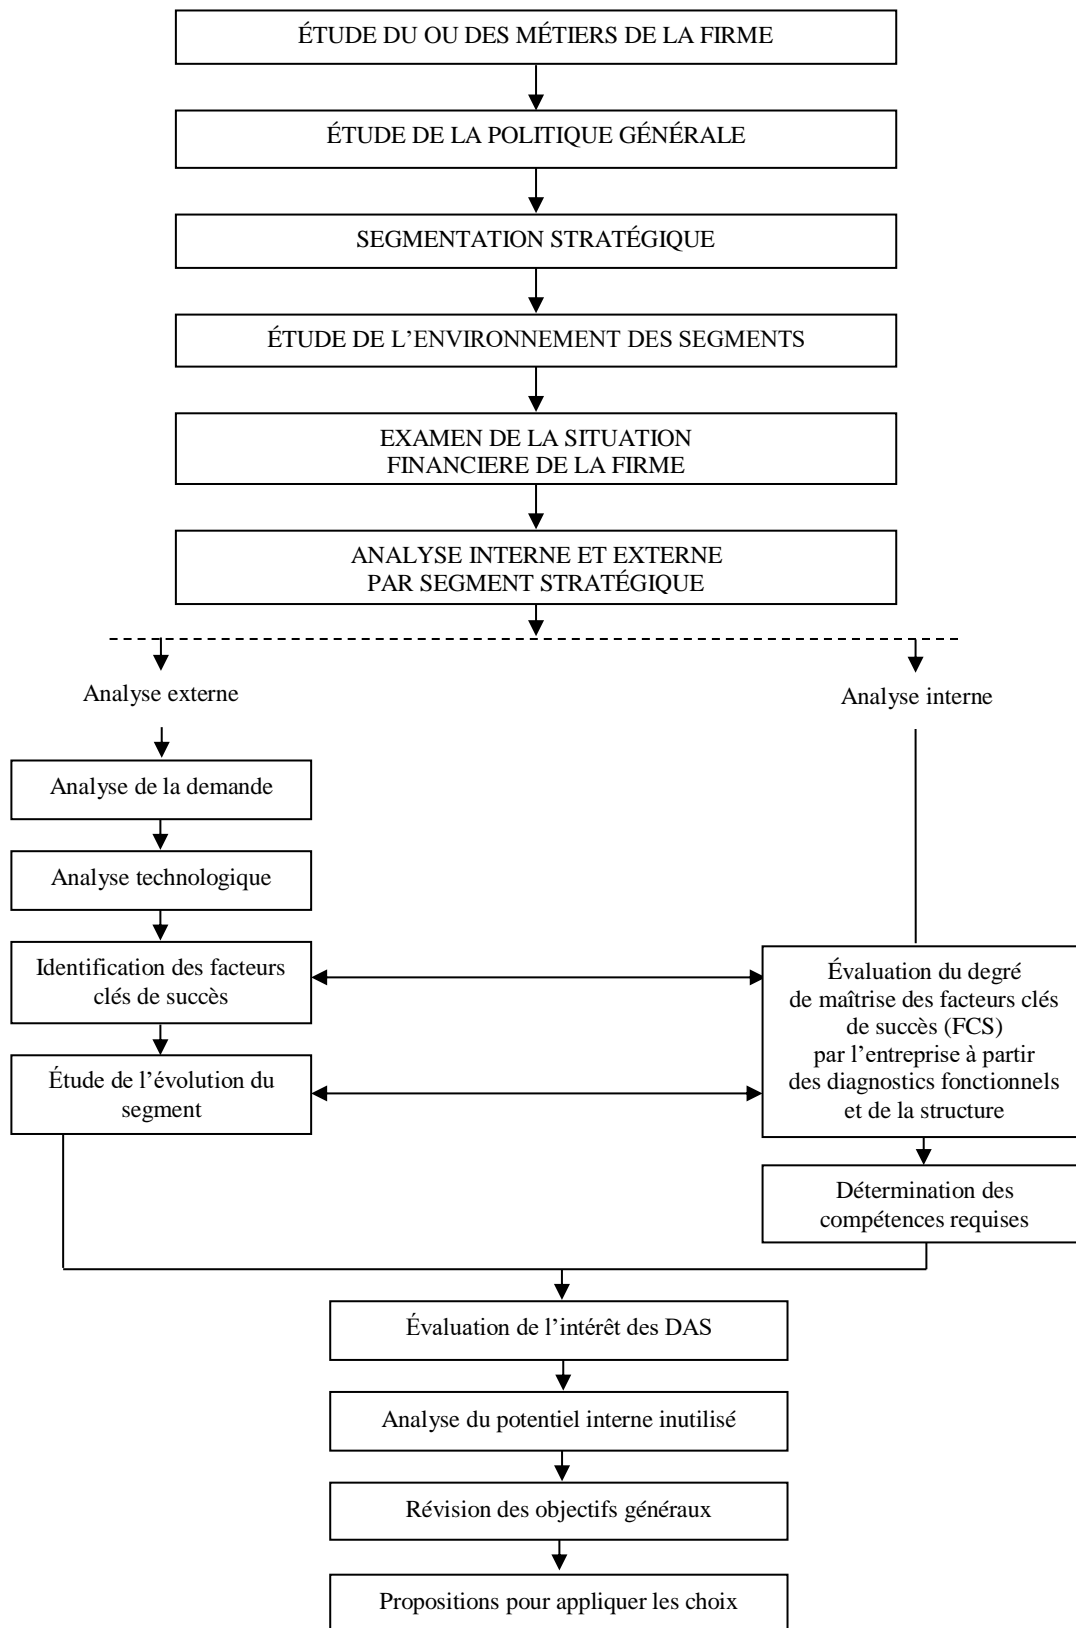 ÉTUDE DU OU DES MÉTIERS DE LA FIRME
ÉTUDE DE LA POLITIQUE GÉNÉRALE
SEGMENTATION STRATÉGIQUE
ÉTUDE DE L’ENVIRONNEMENT DES SEGMENTS
EXAMEN DE LA SITUATION
FINANCIERE DE LA FIRME
ANALYSE INTERNE ET EXTERNE
PAR SEGMENT STRATÉGIQUE
Analyse externe
Analyse interne
Analyse de la demande
Analyse technologique
Identification des facteurs
clés de succès
Étude de l’évolution du
segment
Évaluation du degré
de maîtrise des facteurs clés
de succès (FCS)
par l’entreprise à partir
des diagnostics fonctionnels
et de la structure
Détermination des
compétences requises
Évaluation de l’intérêt des DAS
Analyse du potentiel interne inutilisé
Révision des objectifs généraux
Propositions pour appliquer les choix